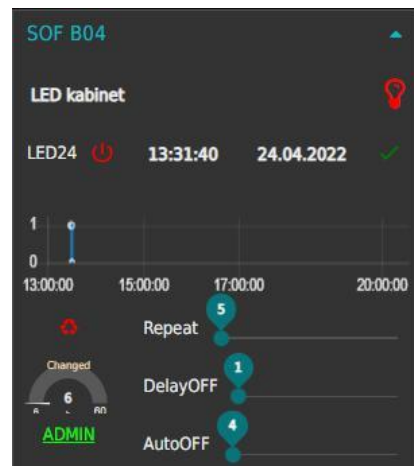 SOF B04
LED kabinet
LED24 13:31:40 24.04.2022
1
0
13:00:00 15:00:00 17:00:00 20:00:00
5
Repeat
Changed
1
6
DelayOFF
6 60
ADMIN
4
AutoOFF